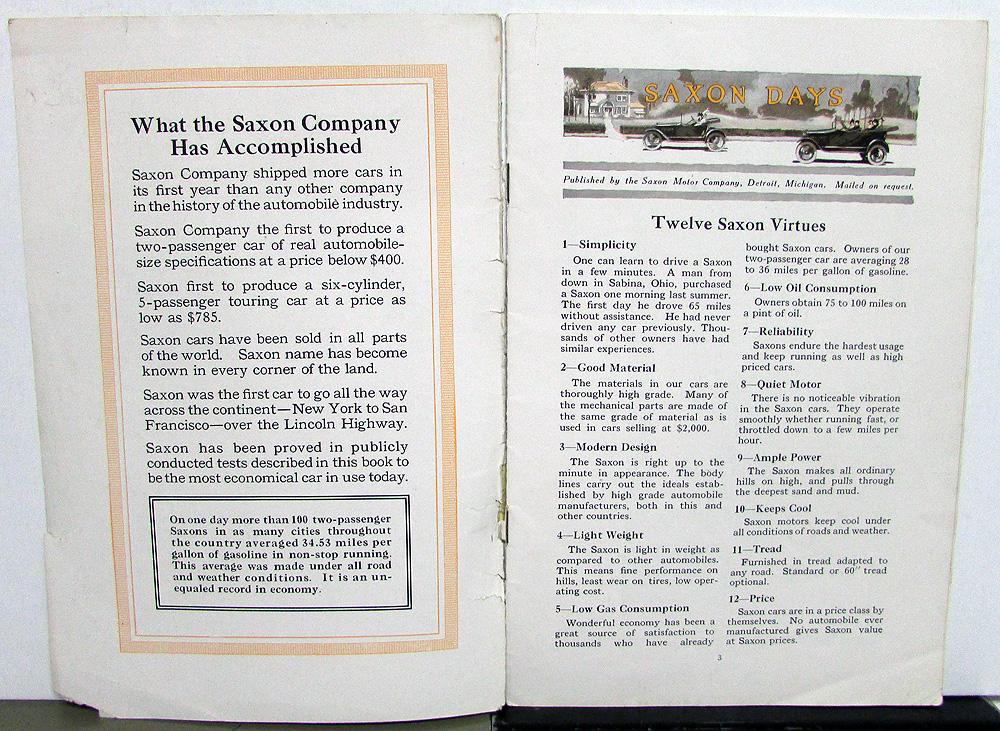 What the Saxon Company
Has Accomplished
Saxon Company shipped more cars in
its first year than any other company
in the history of the automobile industry.
Saxon Company the first to produce a
two-passenger car of real automobile-
size specifications at a price below $400.
Saxon first to produce a six-cylinder,
5-passenger touring car at a price as
low as $785.
Saxon cars have been sold in all parts
of the world. Saxon name has become
known in every corner of the land.
Saxon was the first car to go all the way
across the continent—New York to San
Francisco—over the Lincoln Highway.
Saxon has been proved in publicly
conducted tests described in this book to
be the most economical car in use today.
On one day more than 100 two-passenger
Saxons in as many cities throughout
the country averaged 34.53 miles per
gallon of gasoline in non-stop running.
This average was made under all road
and weather conditions. It is an un-
equaled record in economy.
SAXON DAYS
Published by the Saxon Motor Company, Detroit, Michigan. Mailed on request.
Twelve Saxon Virtues
1—Simplicity
One can learn to drive a Saxon
in a few minutes. A man from
down in Sabina, Ohio, purchased
a Saxon one morning last summer.
The first day he drove 65 miles
without assistance. He had never
driven any car previously. Thou-
sands of other owners have had
similar experiences.
2—Good Material
The materials in our cars are
thoroughly high grade. Many of
the mechanical parts are made of
the same grade of material as is
used in cars selling at $2,000.
3—Modern Design
The Saxon is right up to the
minute in appearance. The body
lines carry out the ideals estab-
lished by high grade automobile
manufacturers, both in this and
other countries.
4—Light Weight
The Saxon is light in weight as
compared to other automobiles.
This means fine performance on
hills, least wear on tires, low oper-
ating cost.
5—Low Gas Consumption
Wonderful economy has been a
great source of satisfaction to
thousands who have already
bought Saxon cars. Owners of our
two-passenger car are averaging 28
to 36 miles per gallon of gasoline.
6—Low Oil Consumption
Owners obtain 75 to 100 miles on
a pint of oil.
7—Reliability
Saxons endure the hardest usage
and keep running as well as high
priced cars.
8—Quiet Motor
There is no noticeable vibration
in the Saxon cars. They operate
smoothly whether running fast, or
throttled down to a few miles per
hour.
9—Ample Power
The Saxon makes all ordinary
hills on high, and pulls through
the deepest sand and mud.
10—Keeps Cool
Saxon motors keep cool under
all conditions of roads and weather.
11—Tread
Furnished in tread adapted to
any road. Standard or 60" tread
optional.
12—Price
Saxon cars are in a price class by
themselves. No automobile ever
manufactured gives Saxon value
at Saxon prices.
3